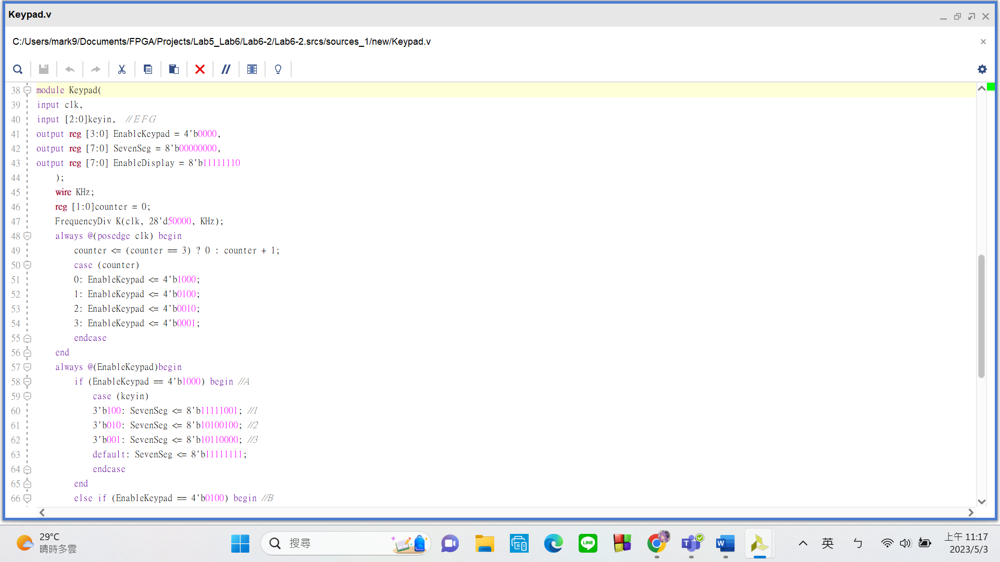 Keypad.v
C:/Users/mark9/Documents/FPGA/Projects/Lab5_Lab6/Lab6-2/Lab6-2.srcs/sources_1/new/Keypad.v
38 module Keypad(
39 input clk,
40 input [2:0]keyin,  //E F G
41 output reg [3:0] EnableKeypad = 4'b0000,
42 output reg [7:0] SevenSeg = 8'b00000000,
43 output reg [7:0] EnableDisplay = 8'b11111110
44     );
45     wire KHz;
46     reg [1:0]counter = 0;
47     FrequencyDiv K(clk, 28'd50000, KHz);
48     always @(posedge clk) begin
49         counter <= (counter == 3) ? 0 : counter + 1;
50         case (counter)
51         0: EnableKeypad <= 4'b1000;
52         1: EnableKeypad <= 4'b0100;
53         2: EnableKeypad <= 4'b0010;
54         3: EnableKeypad <= 4'b0001;
55         endcase
56     end
57     always @(EnableKeypad)begin
58         if (EnableKeypad == 4'b1000) begin //A
59             case (keyin)
60             3'b100: SevenSeg <= 8'b11111001; //1
61             3'b010: SevenSeg <= 8'b10100100; //2
62             3'b001: SevenSeg <= 8'b10110000; //3
63             default: SevenSeg <= 8'b11111111;
64             endcase
65         end
66         else if (EnableKeypad == 4'b0100) begin //B
29°C
晴時多雲
搜尋
LINE
T
W
英
ㄅ
上午 11:17
2023/5/3